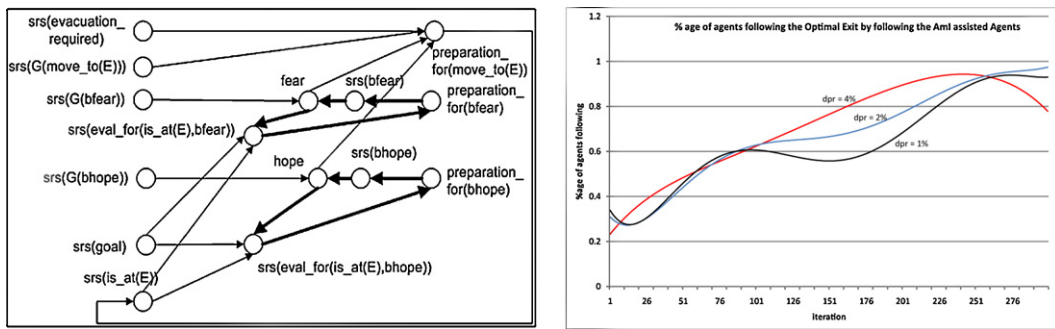 srs(evacuation_
required)
srs(G(move_to(E)))
preparation_
for(move_to(E))
fear
srs(bfear)
srs(G(bfear))
preparation_
for(bfear)
srs(eval_for(is_at(E),bfear))
hope
srs(bhope)
srs(G(bhope))
preparation_
for(bhope)
srs(goal)
srs(eval_for(is_at(E),bhope))
srs(is_at(E))
% age of agents following the Optimal Exit by following the AmI assisted Agents
%age of agents following
1.2
1
0.8
0.6
0.4
0.2
0
dpr = 4%
dpr = 2%
dpr = 1%
1 26 51 76 101 126 151 176 201 226 251 276
Iteration